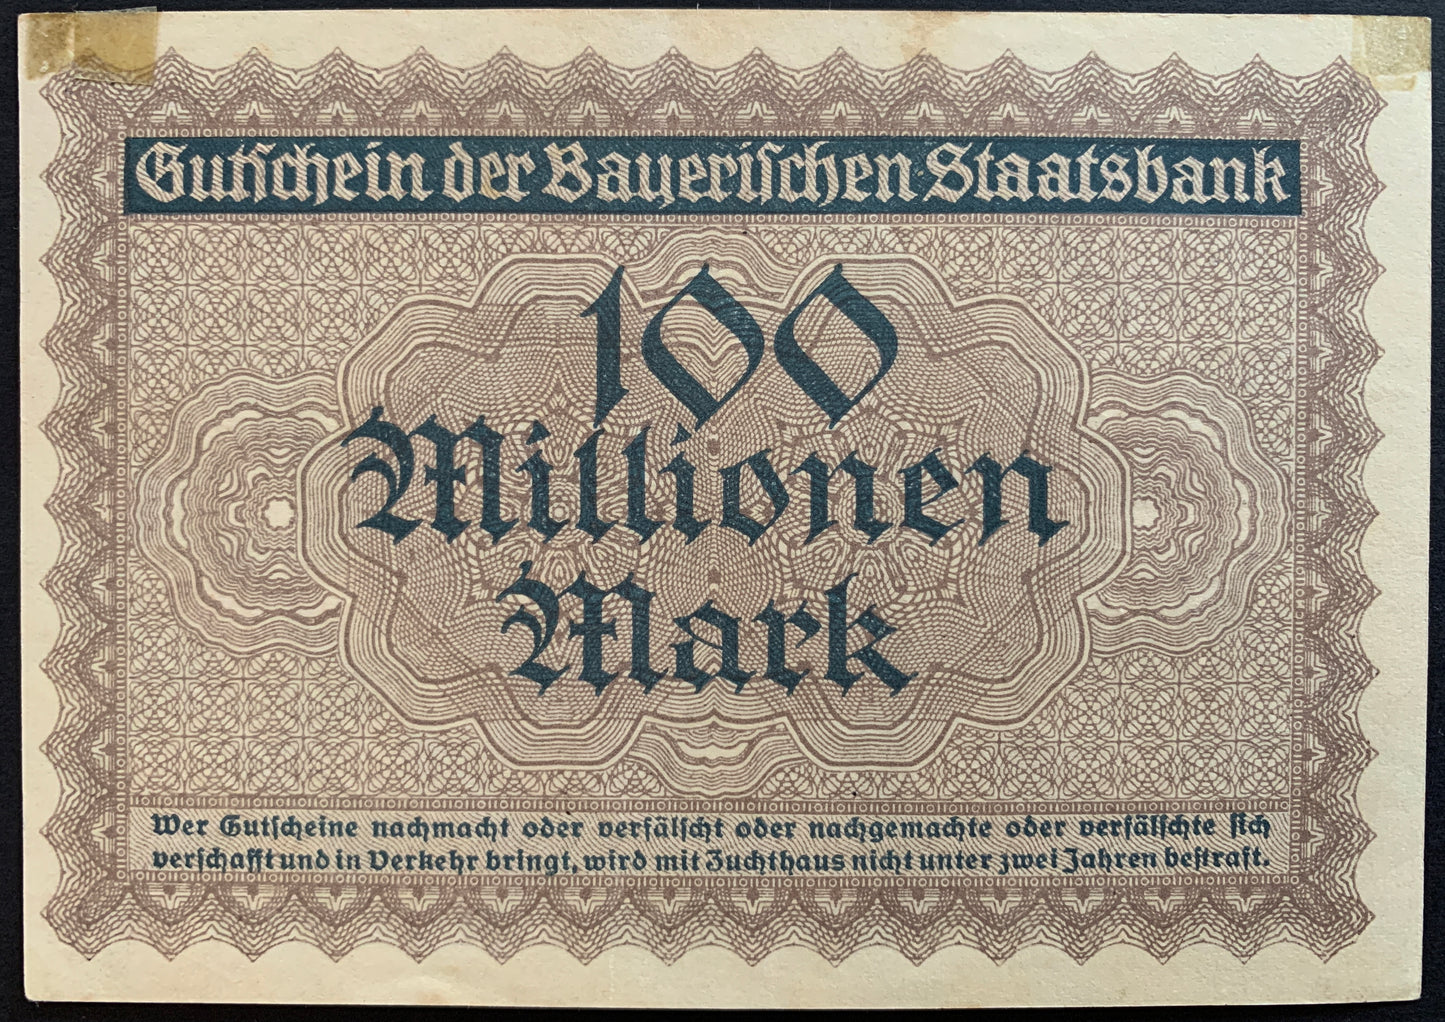 Gutschein der Bayerischen Staatsbank
100
Millionen
Mark
Wer Gutscheine nachmacht oder verfälscht oder nachgemachte oder verfälschte sich
verschafft und in Verkehr bringt, wird mit Zuchthaus nicht unter zwei Jahren bestraft.